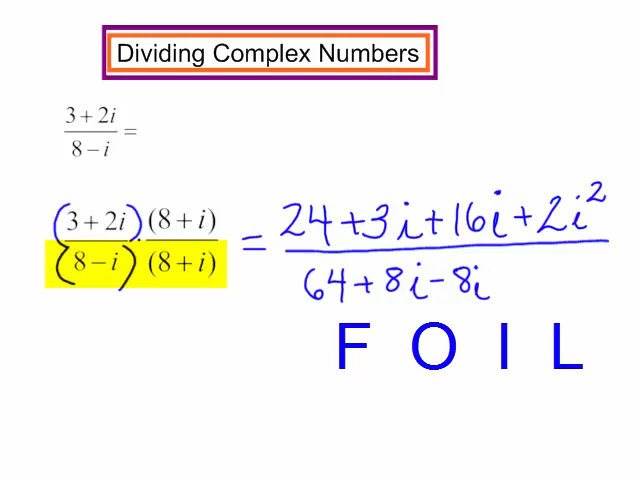 Dividing Complex Numbers
(3 + 2i)/(8 − i) =
(3 + 2i)/(8 − i) · (8 + i)/(8 + i) = (24 + 3i + 16i + 2i²)/(64 + 8i − 8i)
F O I L